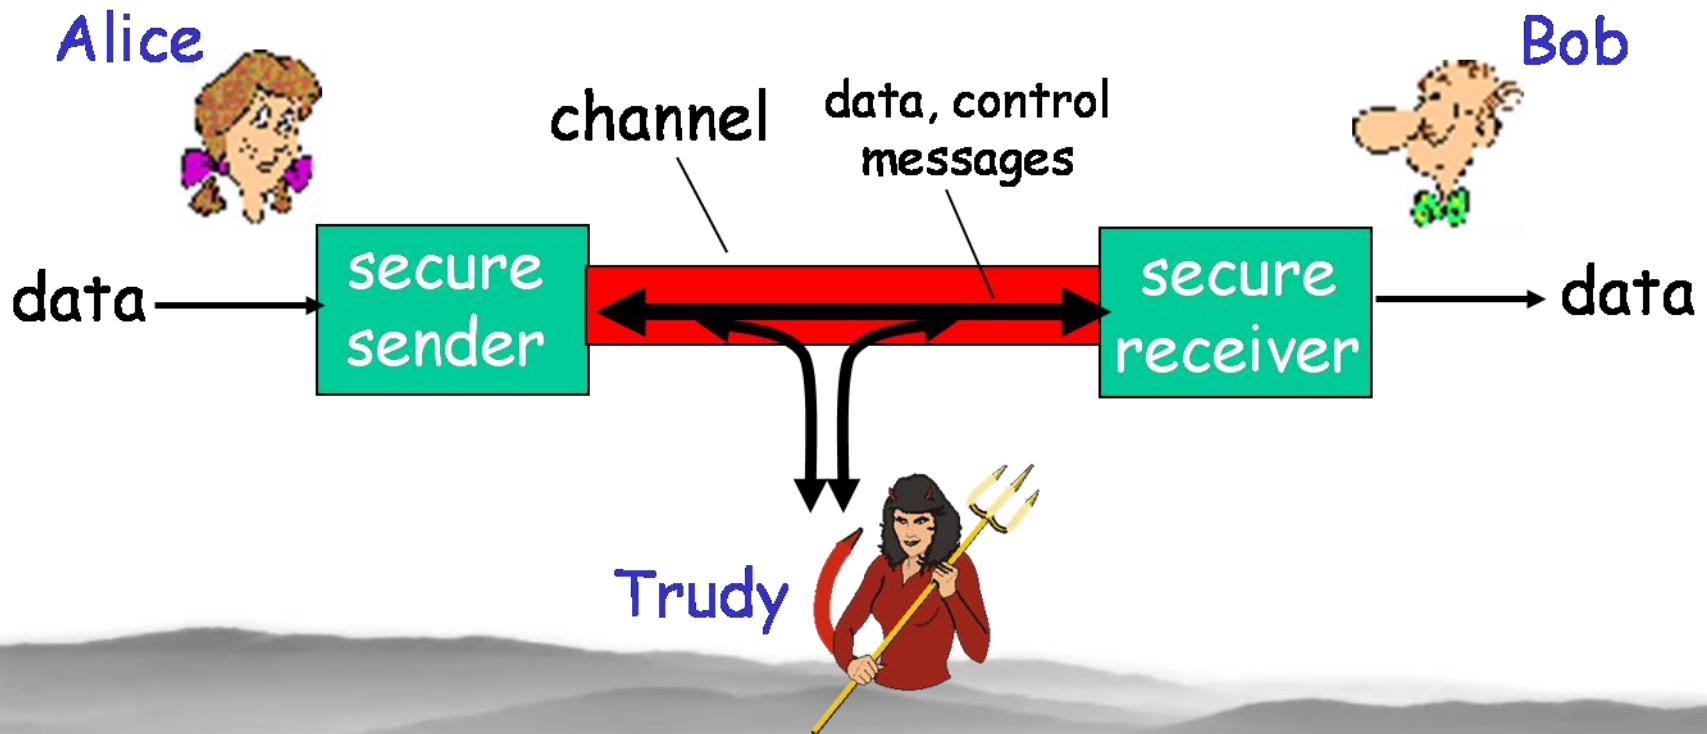 Alice
Bob
channel
data, control
messages
data
secure
sender
secure
receiver
data
Trudy